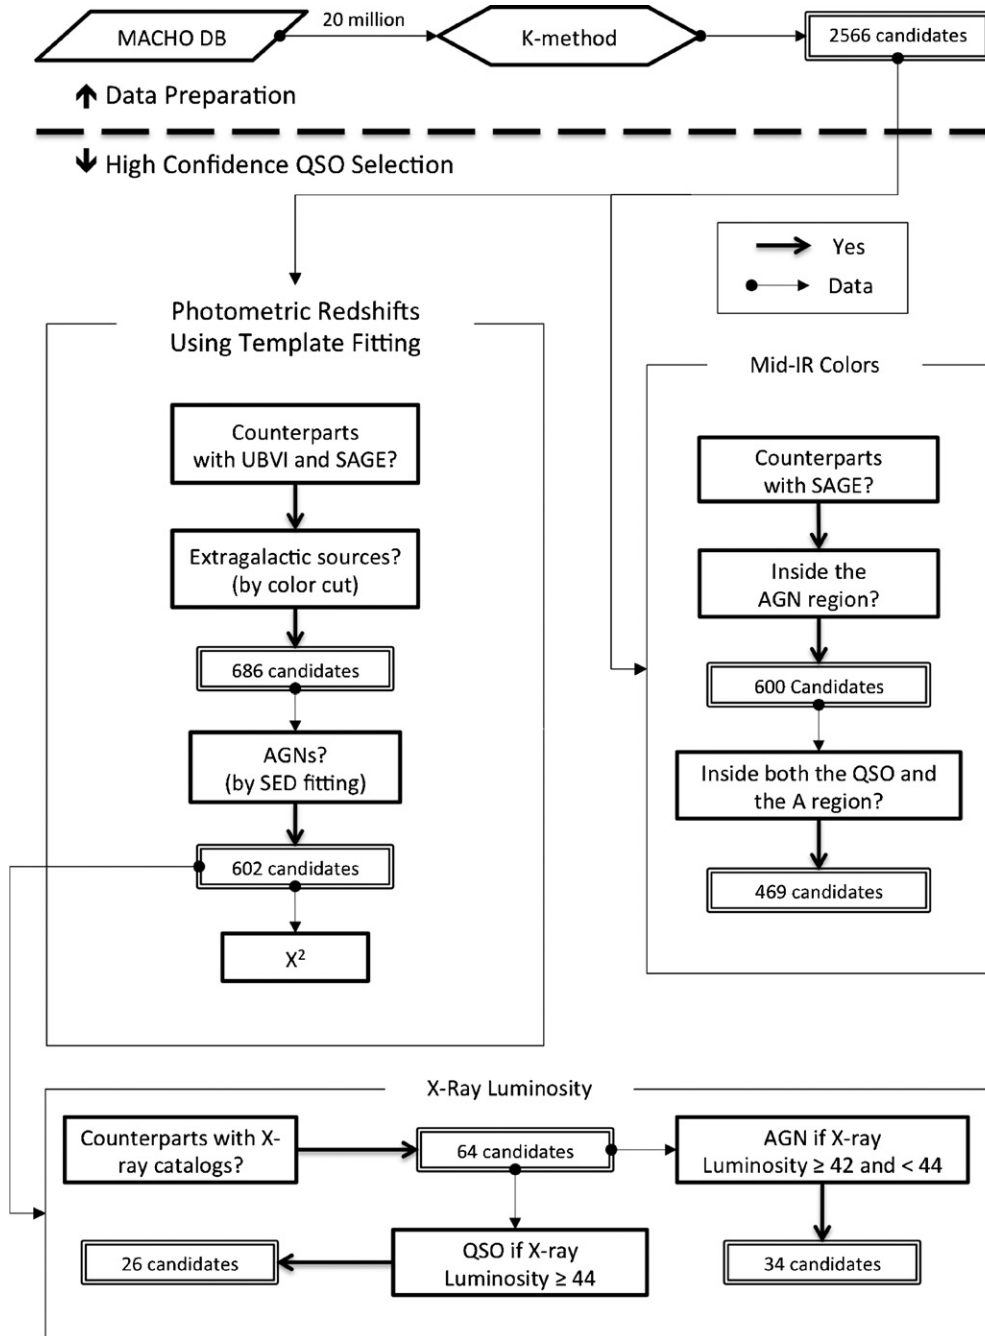 MACHO DB
20 million
K-method
2566 candidates
↑ Data Preparation
↓ High Confidence QSO Selection
Yes
Data
Photometric Redshifts
Using Template Fitting
Counterparts
with UBVI and SAGE?
Extragalactic sources?
(by color cut)
686 candidates
AGNs?
(by SED fitting)
602 candidates
X²
Mid-IR Colors
Counterparts
with SAGE?
Inside the
AGN region?
600 Candidates
Inside both the QSO and
the A region?
469 candidates
X-Ray Luminosity
Counterparts with X-
ray catalogs?
64 candidates
AGN if X-ray
Luminosity ≥ 42 and < 44
26 candidates
QSO if X-ray
Luminosity ≥ 44
34 candidates